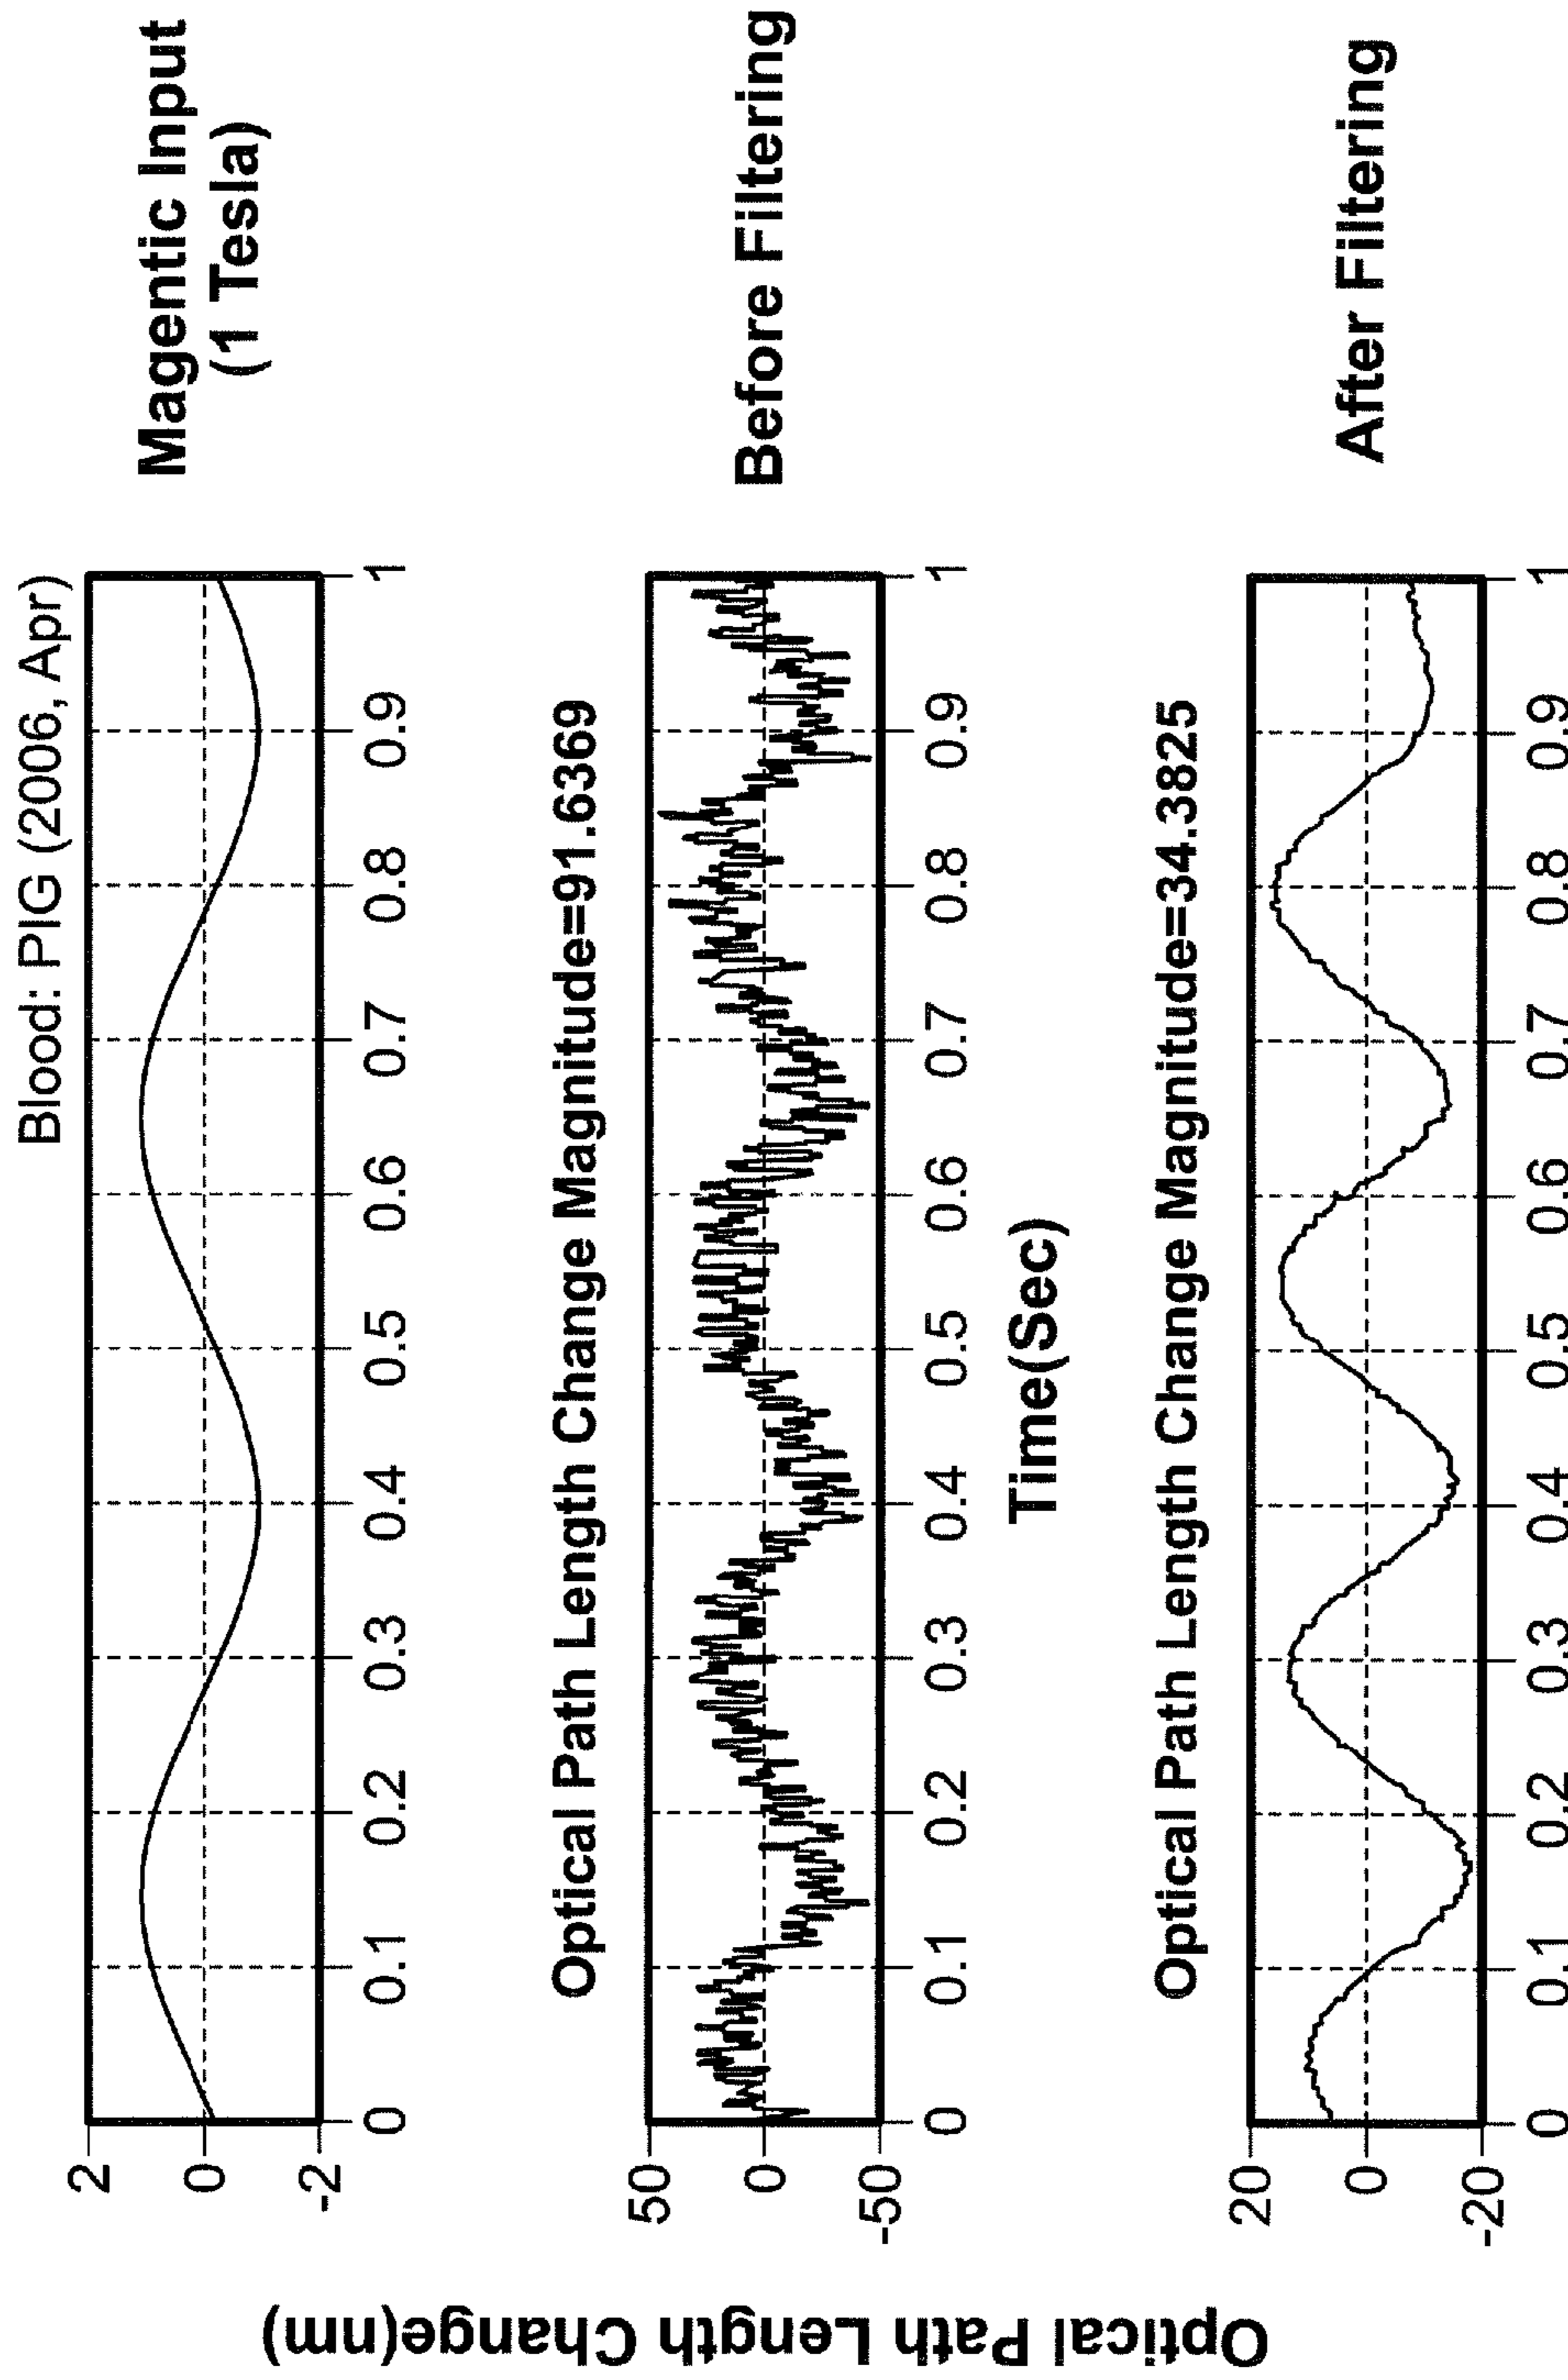 Blood: PIG (2006, Apr)
2
0
-2
0 0.1 0.2 0.3 0.4 0.5 0.6 0.7 0.8 0.9 1
Magentic Input
(1 Tesla)
Optical Path Length Change(nm)
Optical Path Length Change Magnitude=91.6369
50
0
-50
0 0.1 0.2 0.3 0.4 0.5 0.6 0.7 0.8 0.9 1
Before Filtering
Time(Sec)
Optical Path Length Change Magnitude=34.3825
20
0
-20
0 0.1 0.2 0.3 0.4 0.5 0.6 0.7 0.8 0.9 1
After Filtering